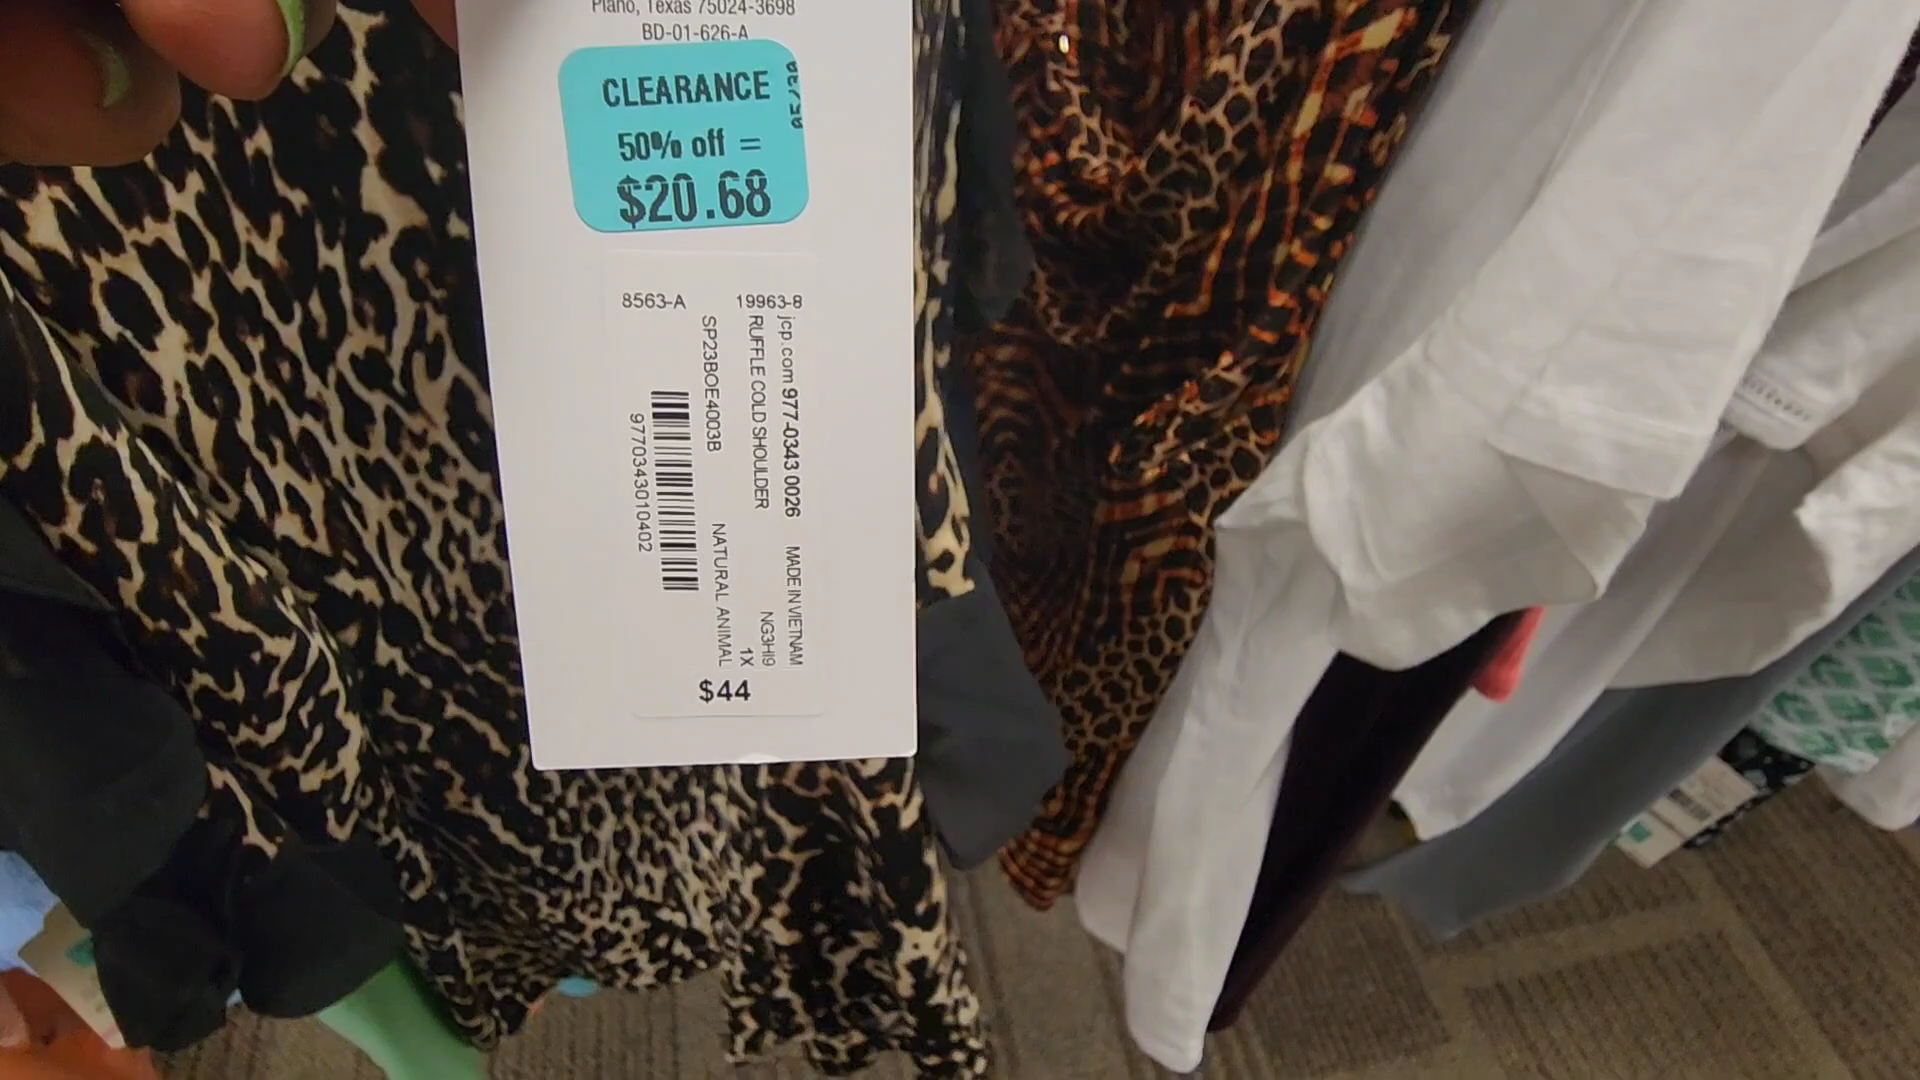 Plano, Texas 75024-3698
BD-01-626-A
CLEARANCE
50% off =
$20.68
8563-A
19963-8
jcp.com 977-0343 0026 MADE IN VIETNAM
RUFFLE COLD SHOULDER NG3HI9
1X
SP23BOE4003B NATURAL ANIMAL
9770343010402
$44